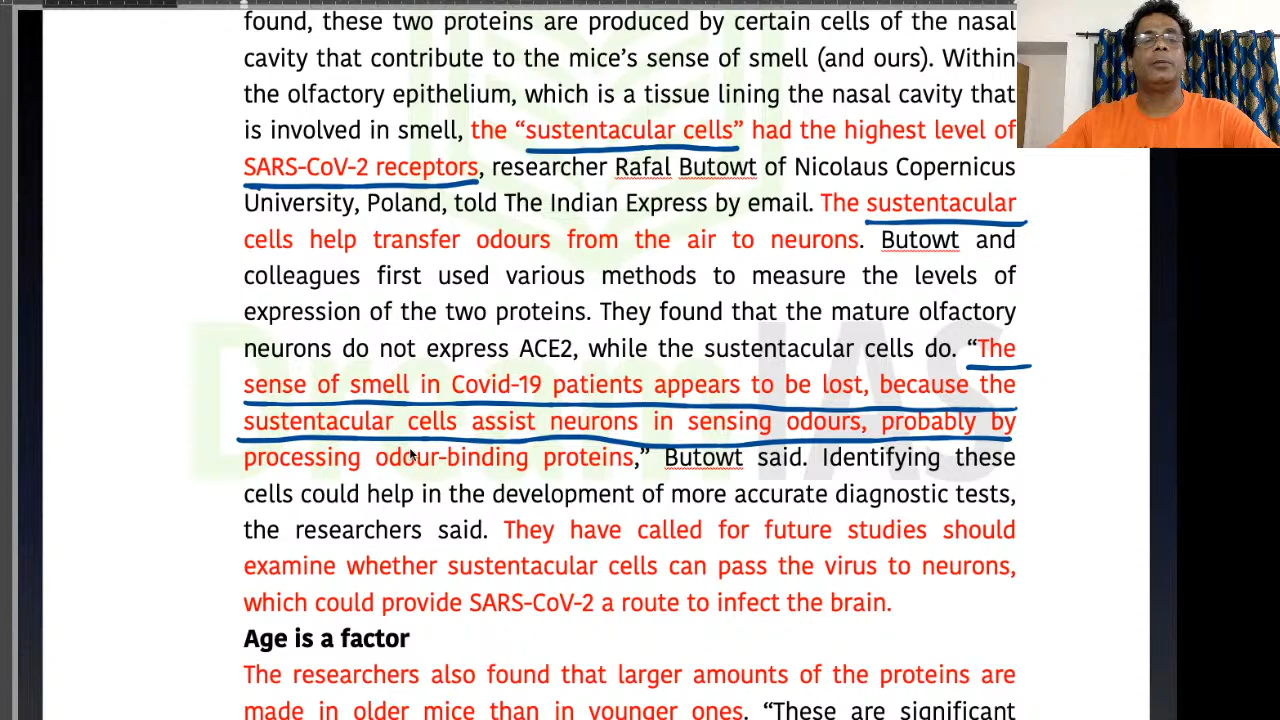 found, these two proteins are produced by certain cells of the nasal
cavity that contribute to the mice's sense of smell (and ours). Within
the olfactory epithelium, which is a tissue lining the nasal cavity that
is involved in smell, the “sustentacular cells” had the highest level of
SARS-CoV-2 receptors, researcher Rafal Butowt of Nicolaus Copernicus
University, Poland, told The Indian Express by email. The sustentacular
cells help transfer odours from the air to neurons. Butowt and
colleagues first used various methods to measure the levels of
expression of the two proteins. They found that the mature olfactory
neurons do not express ACE2, while the sustentacular cells do. “The
sense of smell in Covid-19 patients appears to be lost, because the
sustentacular cells assist neurons in sensing odours, probably by
processing odour-binding proteins,” Butowt said. Identifying these
cells could help in the development of more accurate diagnostic tests,
the researchers said. They have called for future studies should
examine whether sustentacular cells can pass the virus to neurons,
which could provide SARS-CoV-2 a route to infect the brain.
Age is a factor
The researchers also found that larger amounts of the proteins are
made in older mice than in younger ones. “These are significant
Dream IAS